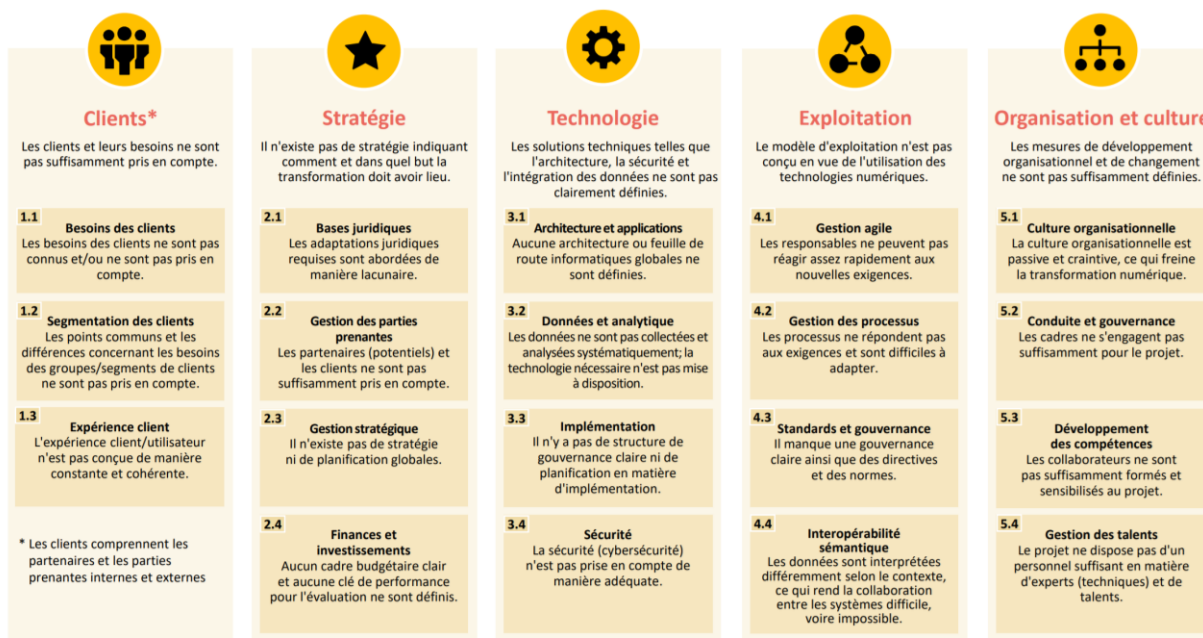 Clients*
Les clients et leurs besoins ne sont
pas suffisamment pris en compte.
1.1
Besoins des clients
Les besoins des clients ne sont pas
connus et/ou ne sont pas pris en
compte.
1.2
Segmentation des clients
Les points communs et les
différences concernant les besoins
des groupes/segments de clients
ne sont pas pris en compte.
1.3
Expérience client
L'expérience client/utilisateur
n'est pas conçue de manière
constante et cohérente.
* Les clients comprennent les
partenaires et les parties
prenantes internes et externes
Stratégie
Il n'existe pas de stratégie indiquant
comment et dans quel but la
transformation doit avoir lieu.
2.1
Bases juridiques
Les adaptations juridiques
requises sont abordées de
manière lacunaire.
2.2
Gestion des parties
prenantes
Les partenaires (potentiels) et
les clients ne sont pas
suffisamment pris en compte.
2.3
Gestion stratégique
Il n'existe pas de stratégie
ni de planification globales.
2.4
Finances et
investissements
Aucun cadre budgétaire clair
et aucune clé de performance
pour l'évaluation ne sont définis.
Technologie
Les solutions techniques telles que
l'architecture, la sécurité et
l'intégration des données ne sont pas
clairement définies.
3.1
Architecture et applications
Aucune architecture ou feuille de
route informatiques globales ne
sont définies.
3.2
Données et analytique
Les données ne sont pas collectées et
analysées systématiquement; la
technologie nécessaire n'est pas mise
à disposition.
3.3
Implémentation
Il n'y a pas de structure de
gouvernance claire ni de
planification en matière
d'implémentation.
3.4
Sécurité
La sécurité (cybersécurité)
n'est pas prise en compte de
manière adéquate.
Exploitation
Le modèle d'exploitation n'est pas
conçu en vue de l'utilisation des
technologies numériques.
4.1
Gestion agile
Les responsables ne peuvent pas
réagir assez rapidement aux
nouvelles exigences.
4.2
Gestion des processus
Les processus ne répondent pas
aux exigences et sont difficiles à
adapter.
4.3
Standards et gouvernance
Il manque une gouvernance
claire ainsi que des directives
et des normes.
4.4
Interopérabilité
sémantique
Les données sont interprétées
différemment selon le contexte,
ce qui rend la collaboration
entre les systèmes difficile,
voire impossible.
Organisation et culture
Les mesures de développement
organisationnel et de changement
ne sont pas suffisamment définies.
5.1
Culture organisationnelle
La culture organisationnelle est
passive et craintive, ce qui freine
la transformation numérique.
5.2
Conduite et gouvernance
Les cadres ne s'engagent pas
suffisamment pour le projet.
5.3
Développement
des compétences
Les collaborateurs ne sont
pas suffisamment formés et
sensibilisés au projet.
5.4
Gestion des talents
Le projet ne dispose pas d'un
personnel suffisant en matière
d'experts (techniques) et de
talents.